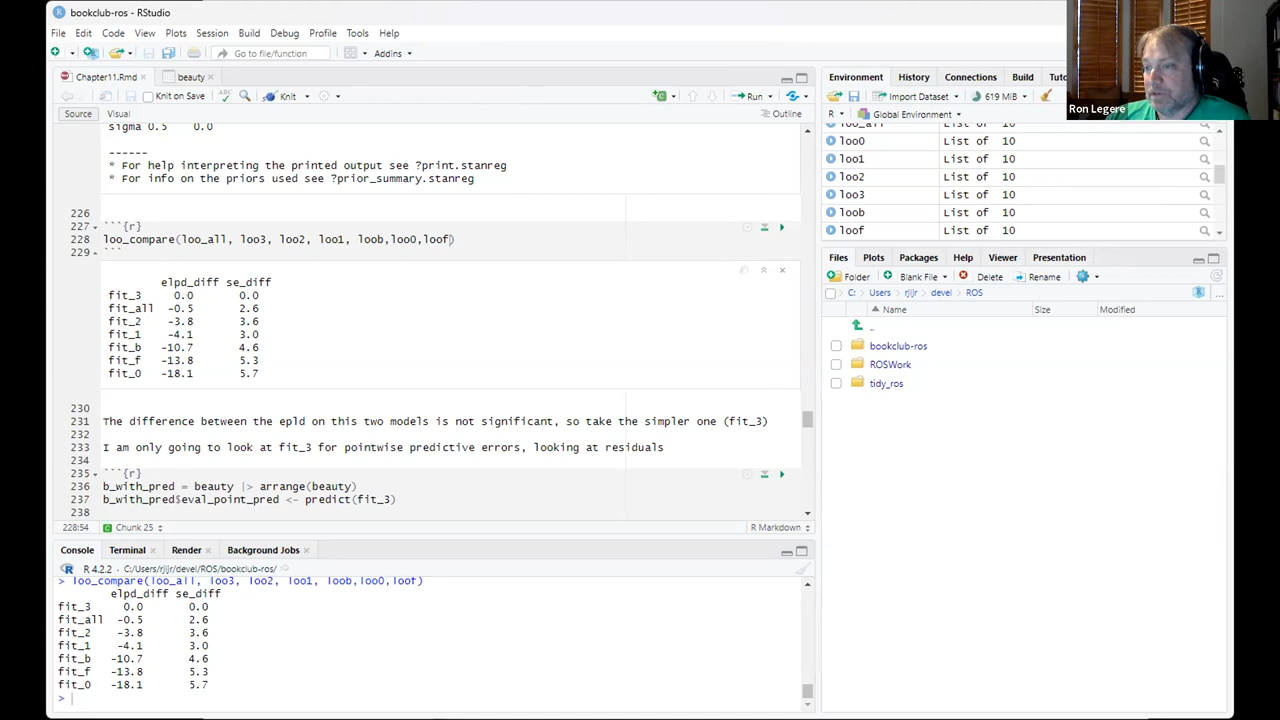 bookclub-ros - RStudio
File Edit Code View Plots Session Build Debug Profile Tools Help
Go to file/function Addins
Chapter11.Rmd beauty
Knit on Save ABC Knit Run
Source Visual Outline
sigma 0.5 0.0
------
* For help interpreting the printed output see ?print.stanreg
* For info on the priors used see ?prior_summary.stanreg
226
227 ```{r}
228 loo_compare(loo_all, loo3, loo2, loo1, loob,loo0,loof)
229 ```
elpd_diff se_diff
fit_3 0.0 0.0
fit_all -0.5 2.6
fit_2 -3.8 3.6
fit_1 -4.1 3.0
fit_b -10.7 4.6
fit_f -13.8 5.3
fit_0 -18.1 5.7
230
231 The difference between the epld on this two models is not significant, so take the simpler one (fit_3)
232
233 I am only going to look at fit_3 for pointwise predictive errors, looking at residuals
234
235 ```{r}
236 b_with_pred = beauty |> arrange(beauty)
237 b_with_pred$eval_point_pred <- predict(fit_3)
238
228:54 Chunk 25 R Markdown
Console Terminal Render Background Jobs
R 4.2.2 · C:/Users/rjljr/devel/ROS/bookclub-ros/
> loo_compare(loo_all, loo3, loo2, loo1, loob,loo0,loof)
elpd_diff se_diff
fit_3 0.0 0.0
fit_all -0.5 2.6
fit_2 -3.8 3.6
fit_1 -4.1 3.0
fit_b -10.7 4.6
fit_f -13.8 5.3
fit_0 -18.1 5.7
>
Environment History Connections Build Tuto
Import Dataset 619 MiB
R Global Environment
loo_all List of 10
loo0 List of 10
loo1 List of 10
loo2 List of 10
loo3 List of 10
loob List of 10
loof List of 10
Files Plots Packages Help Viewer Presentation
Folder Blank File Delete Rename
C: Users rjljr devel ROS
Name Size Modified
..
bookclub-ros
ROSWork
tidy_ros
Ron Legere